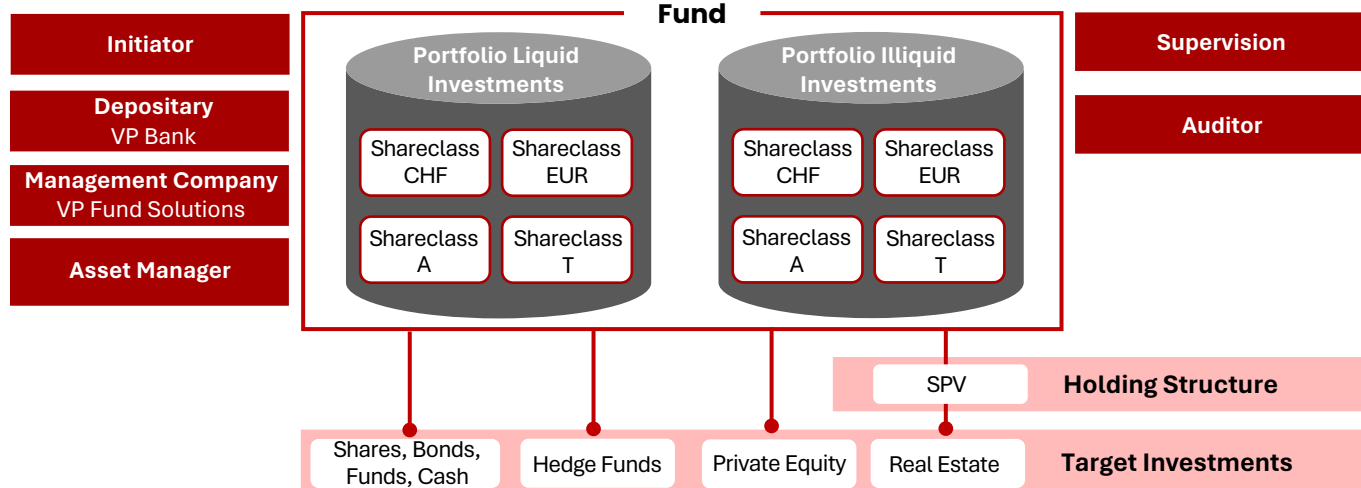 Fund
Initiator
Depositary
VP Bank
Management Company
VP Fund Solutions
Asset Manager
Portfolio Liquid
Investments
Shareclass
CHF
Shareclass
EUR
Shareclass
A
Shareclass
T
Portfolio Illiquid
Investments
Shareclass
CHF
Shareclass
EUR
Shareclass
A
Shareclass
T
Supervision
Auditor
SPV
Holding Structure
Shares, Bonds,
Funds, Cash
Hedge Funds
Private Equity
Real Estate
Target Investments